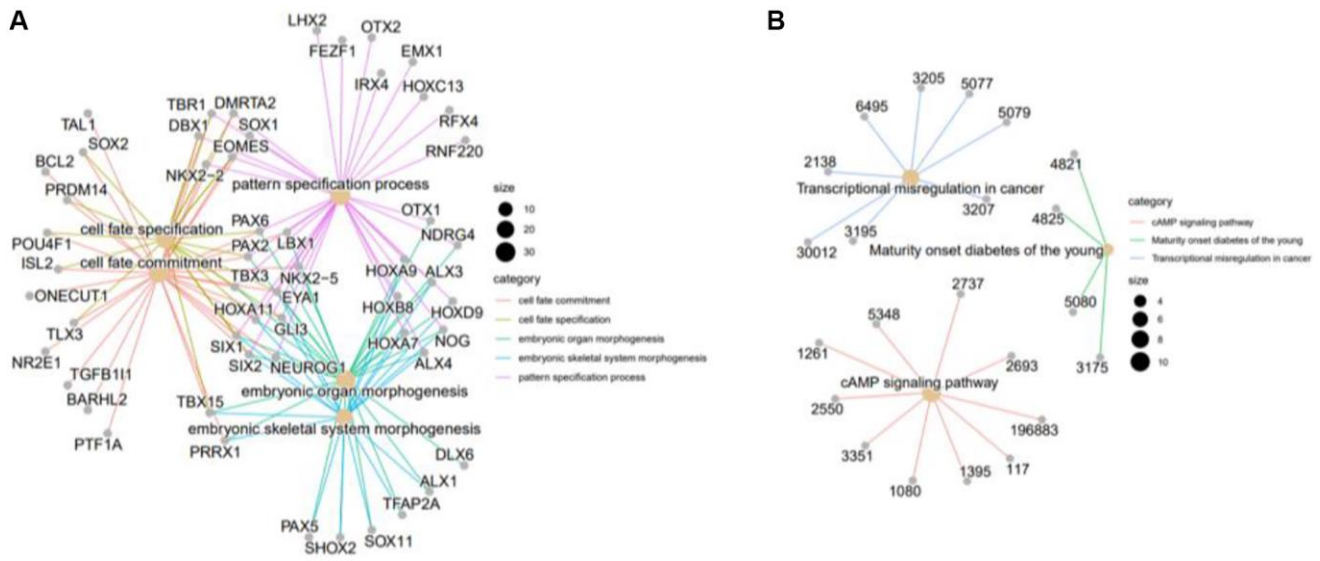 A
B
LHX2
OTX2
FEZF1
EMX1
IRX4
HOXC13
TBR1 DMRTA2
TAL1
DBX1
SOX1
RFX4
SOX2
EOMES
RNF220
BCL2
NKX2-2
PRDM14
pattern specification process
PAX6
OTX1
cell fate specification
POU4F1
PAX2
LBX1
NDRG4
ISL2
cell fate commitment
TBX3
NKX2-5
HOXA9
ALX3
ONECUT1
EYA1
HOXA11
HOXB8
HOXD9
TLX3
GLI3
SIX1
HOXA7
NOG
NR2E1
SIX2
NEUROG1
ALX4
TGFB1I1
embryonic organ morphogenesis
BARHL2
TBX15
embryonic skeletal system morphogenesis
PTF1A
PRRX1
DLX6
ALX1
TFAP2A
PAX5
SHOX2
SOX11
size
10
20
30
category
cell fate commitment
cell fate specification
embryonic organ morphogenesis
embryonic skeletal system morphogenesis
pattern specification process
3205
5077
6495
5079
2138
4821
Transcriptional misregulation in cancer
3207
4825
3195
30012
Maturity onset diabetes of the young
2737
5080
5348
1261
2693
3175
cAMP signaling pathway
2550
196883
3351
1395
117
1080
category
cAMP signaling pathway
Maturity onset diabetes of the young
Transcriptional misregulation in cancer
size
4
6
8
10